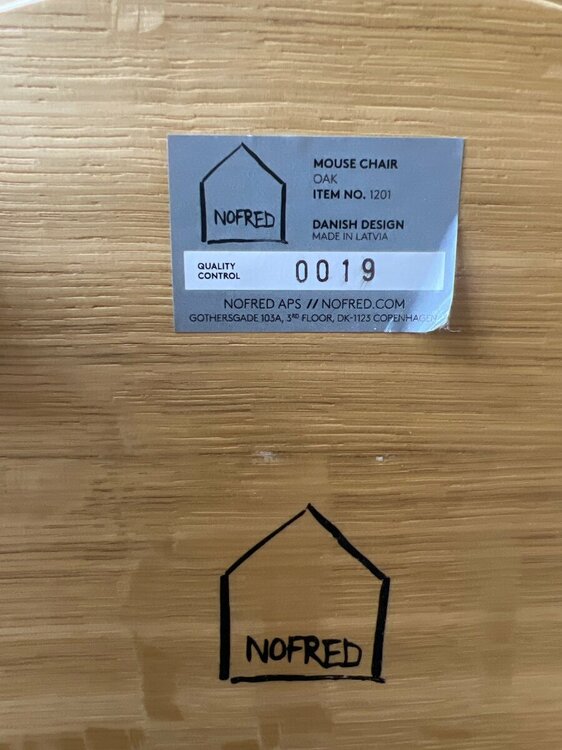 NOFRED
MOUSE CHAIR
OAK
ITEM NO. 1201
DANISH DESIGN
MADE IN LATVIA
QUALITY
CONTROL
0019
NOFRED APS // NOFRED.COM
GOTHERSGADE 103A, 3RD FLOOR, DK-1123 COPENHAGEN
NOFRED